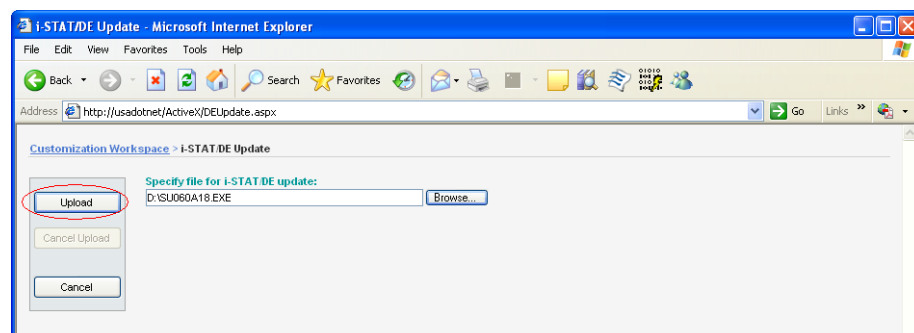 i-STAT/DE Update - Microsoft Internet Explorer
File Edit View Favorites Tools Help
Back Search Favorites
Address http://usadotnet/ActiveX/DEUpdate.aspx Go Links »
Customization Workspace > i-STAT/DE Update
Specify file for i-STAT/DE update:
D:\SU060A18.EXE Browse...
Upload
Cancel Upload
Cancel